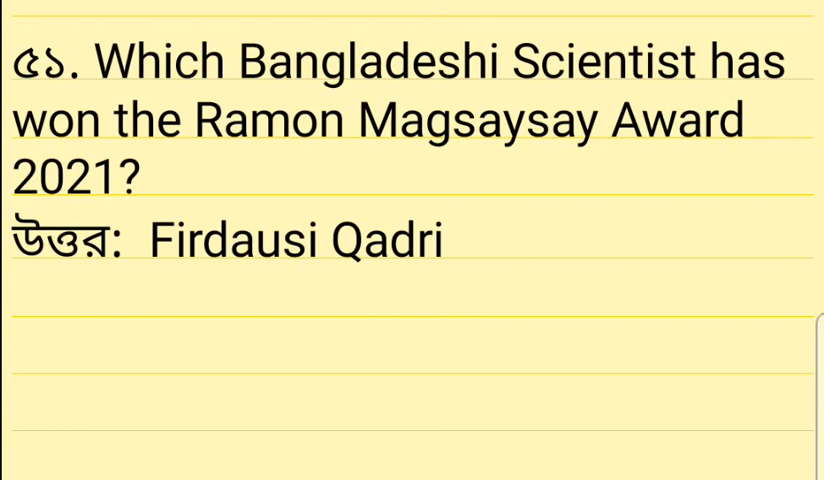 ৫১. Which Bangladeshi Scientist has
won the Ramon Magsaysay Award
2021?
উত্তর: Firdausi Qadri